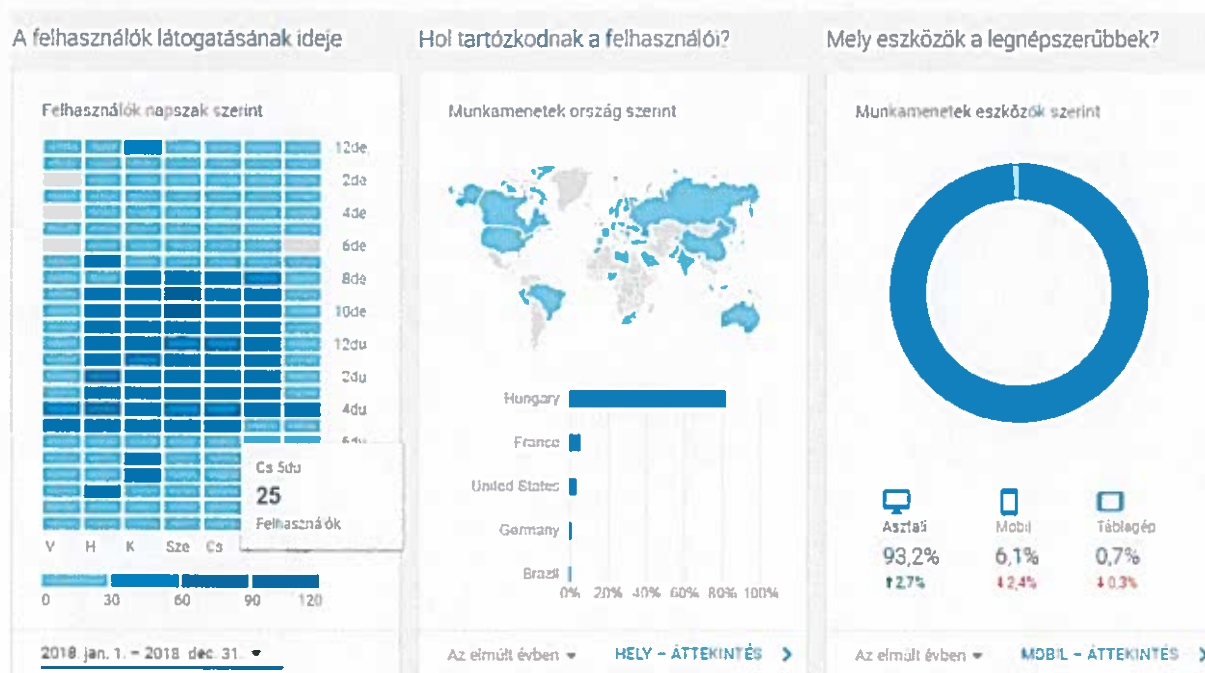 A felhasználók látogatásának ideje
Felhasználók napszak szerint
12de
2de
4de
6de
8de
10de
12du
2du
4du
Cs 5du
25
Felhasználók
V H K Sze Cs
0 30 60 90 120
2018. jan. 1. – 2018. dec. 31.
Hol tartózkodnak a felhasználói?
Munkamenetek ország szerint
Hungary
France
United States
Germany
Brazil
0% 20% 40% 60% 80% 100%
Az elmúlt évben HELY – ÁTTEKINTÉS
Mely eszközök a legnépszerűbbek?
Munkamenetek eszközök szerint
Asztali Mobil Táblagép
93,2% 6,1% 0,7%
2,7% 2,4% 0,3%
Az elmúlt évben MOBIL – ÁTTEKINTÉS